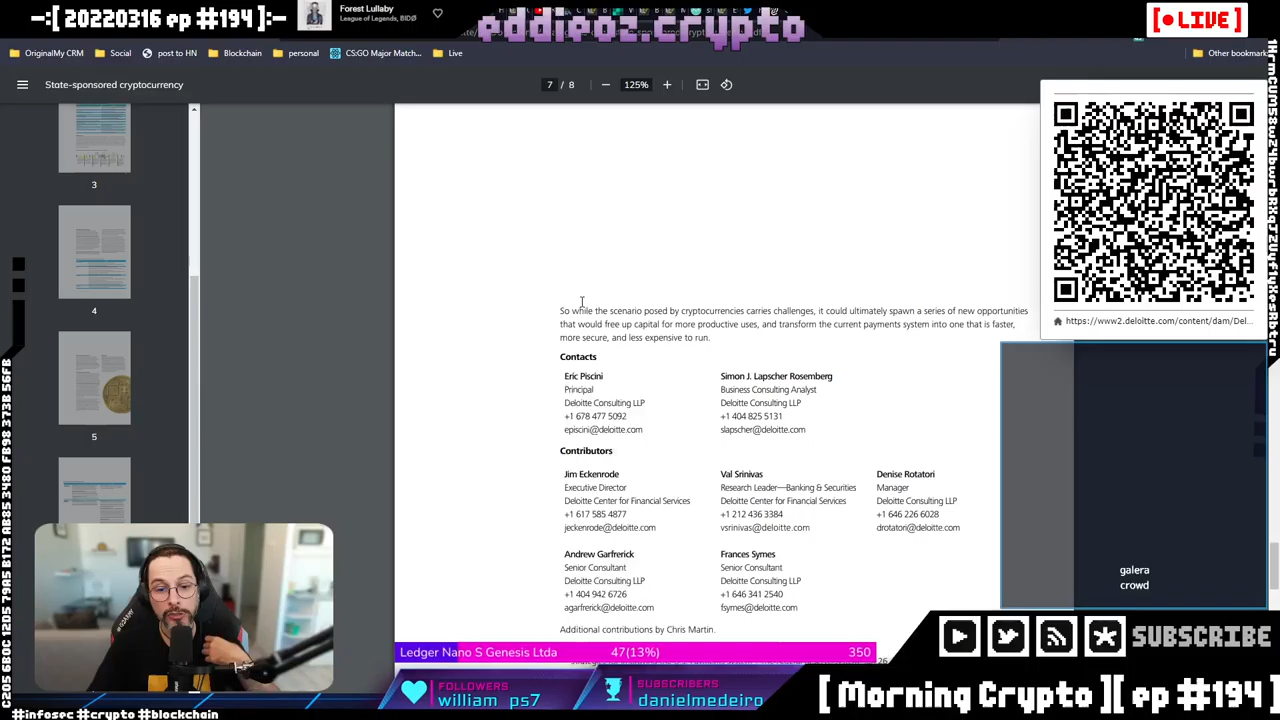 -:[ 20220316 ep #194 ]:-
Forest Lullaby
League of Legends, BIDØ
eddieoz.crypto
[● LIVE ]
OriginalMy CRM
Social
post to HN
Blockchain
personal
CS:GO Major Match...
Live
Other bookmark
State-sponsored cryptocurrency
7 / 8
125%
3
4
5
https://www2.deloitte.com/content/dam/Del...
So while the scenario posed by cryptocurrencies carries challenges, it could ultimately spawn a series of new opportunities
that would free up capital for more productive uses, and transform the current payments system into one that is faster,
more secure, and less expensive to run.
Contacts
Eric Piscini
Principal
Deloitte Consulting LLP
+1 678 477 5092
episcini@deloitte.com
Simon J. Lapscher Rosemberg
Business Consulting Analyst
Deloitte Consulting LLP
+1 404 825 5131
slapscher@deloitte.com
Contributors
Jim Eckenrode
Executive Director
Deloitte Center for Financial Services
+1 617 585 4877
jeckenrode@deloitte.com
Val Srinivas
Research Leader—Banking & Securities
Deloitte Center for Financial Services
+1 212 436 3384
vsrinivas@deloitte.com
Denise Rotatori
Manager
Deloitte Consulting LLP
+1 646 226 6028
drotatori@deloitte.com
Andrew Garfrerick
Senior Consultant
Deloitte Consulting LLP
+1 404 942 6726
agarfrerick@deloitte.com
Frances Symes
Senior Consultant
Deloitte Consulting LLP
+1 646 341 2540
fsymes@deloitte.com
Additional contributions by Chris Martin.
galera
crowd
Ledger Nano S Genesis Ltda
47(13%)
350
SUBSCRIBE
FOLLOWERS
william_ps7
SUBSCRIBERS
danielmedeiro
[ Morning Crypto ][ ep #194 ]
#infosec #crypto #blockchain